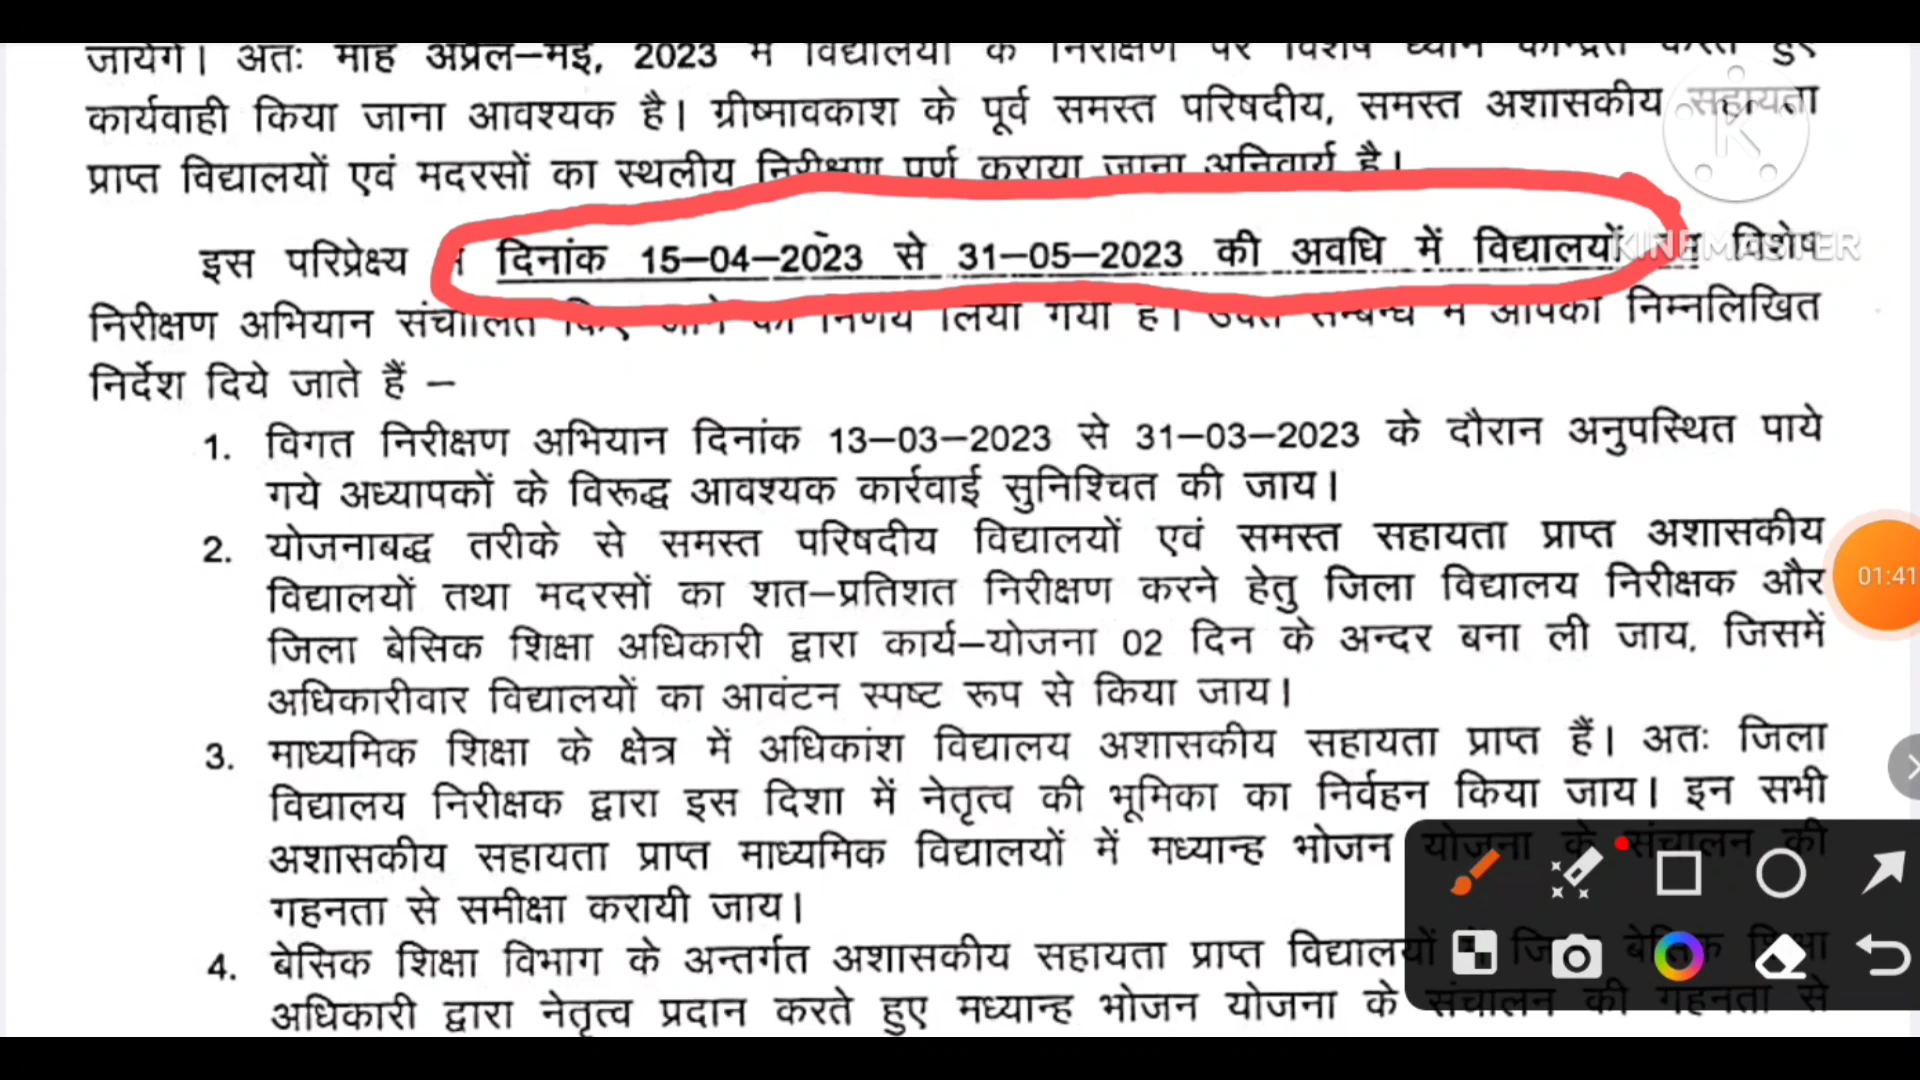 जायेंगे। अतः माह अप्रैल–मई, 2023 में विद्यालयों के निरीक्षण पर विशेष ध्यान केन्द्रित करते हुए
कार्यवाही किया जाना आवश्यक है। ग्रीष्मावकाश के पूर्व समस्त परिषदीय, समस्त अशासकीय सहायता
प्राप्त विद्यालयों एवं मदरसों का स्थलीय निरीक्षण पूर्ण कराया जाना अनिवार्य है।
इस परिप्रेक्ष्य दिनांक 15–04–2023 से 31–05–2023 की अवधि में विद्यालयों विशेष
KINEMASTER
निरीक्षण अभियान संचालित किए जाने का निर्णय लिया गया है। उक्त सम्बन्ध में आपको निम्नलिखित
निर्देश दिये जाते हैं –
1. विगत निरीक्षण अभियान दिनांक 13–03–2023 से 31–03–2023 के दौरान अनुपस्थित पाये
गये अध्यापकों के विरूद्ध आवश्यक कार्रवाई सुनिश्चित की जाय।
2. योजनाबद्ध तरीके से समस्त परिषदीय विद्यालयों एवं समस्त सहायता प्राप्त अशासकीय
विद्यालयों तथा मदरसों का शत–प्रतिशत निरीक्षण करने हेतु जिला विद्यालय निरीक्षक और
01:41
जिला बेसिक शिक्षा अधिकारी द्वारा कार्य–योजना 02 दिन के अन्दर बना ली जाय, जिसमें
अधिकारीवार विद्यालयों का आवंटन स्पष्ट रूप से किया जाय।
3. माध्यमिक शिक्षा के क्षेत्र में अधिकांश विद्यालय अशासकीय सहायता प्राप्त हैं। अतः जिला
विद्यालय निरीक्षक द्वारा इस दिशा में नेतृत्व की भूमिका का निर्वहन किया जाय। इन सभी
अशासकीय सहायता प्राप्त माध्यमिक विद्यालयों में मध्यान्ह भोजन योजना के संचालन की
गहनता से समीक्षा करायी जाय।
4. बेसिक शिक्षा विभाग के अन्तर्गत अशासकीय सहायता प्राप्त विद्यालयों में जिला बेसिक शिक्षा
अधिकारी द्वारा नेतृत्व प्रदान करते हुए मध्यान्ह भोजन योजना के संचालन की गहनता से